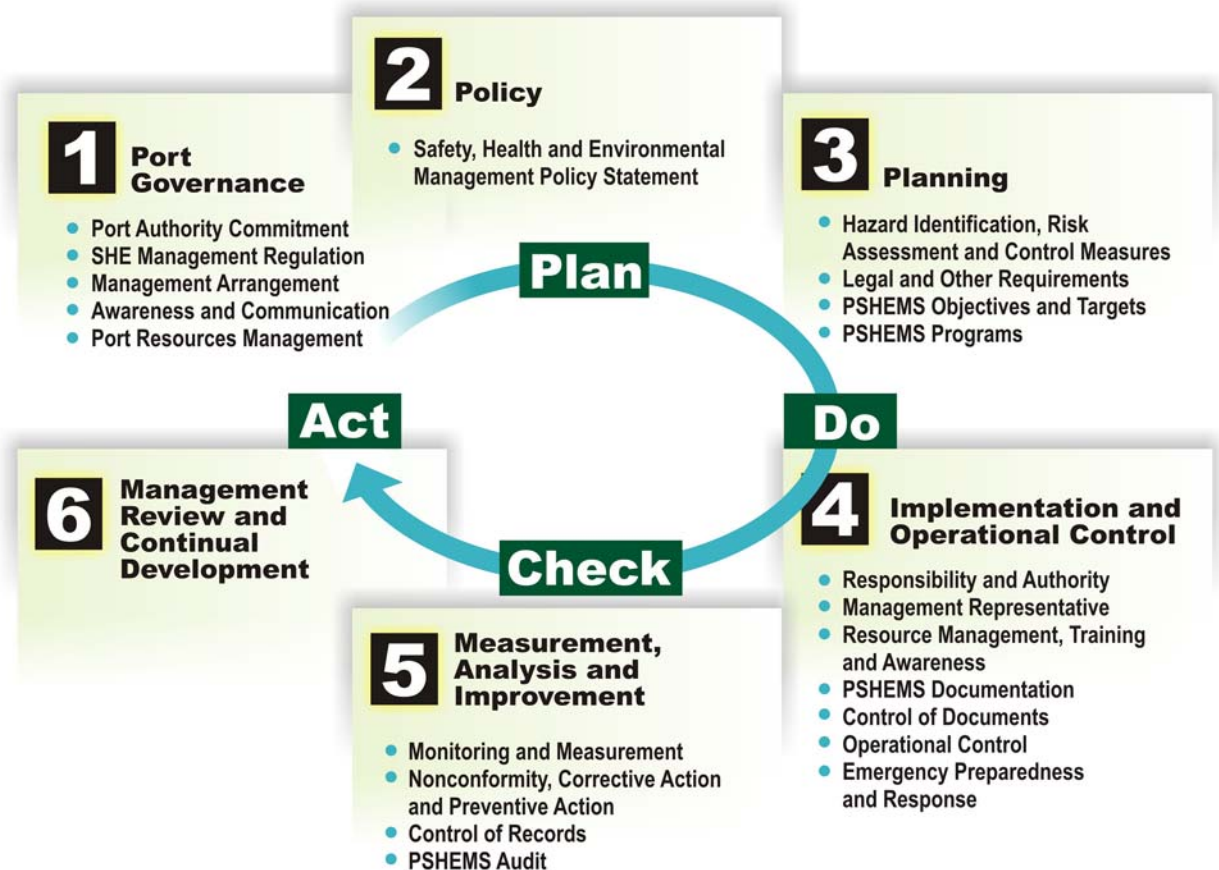 1
Port
Governance
Port Authority Commitment
SHE Management Regulation
Management Arrangement
Awareness and Communication
Port Resources Management
2
Policy
Safety, Health and Environmental
Management Policy Statement
3
Planning
Hazard Identification, Risk
Assessment and Control Measures
Legal and Other Requirements
PSHEMS Objectives and Targets
PSHEMS Programs
Plan
Do
Check
Act
4
Implementation and
Operational Control
Responsibility and Authority
Management Representative
Resource Management, Training
and Awareness
PSHEMS Documentation
Control of Documents
Operational Control
Emergency Preparedness
and Response
5
Measurement,
Analysis and
Improvement
Monitoring and Measurement
Nonconformity, Corrective Action
and Preventive Action
Control of Records
PSHEMS Audit
6
Management
Review and
Continual
Development